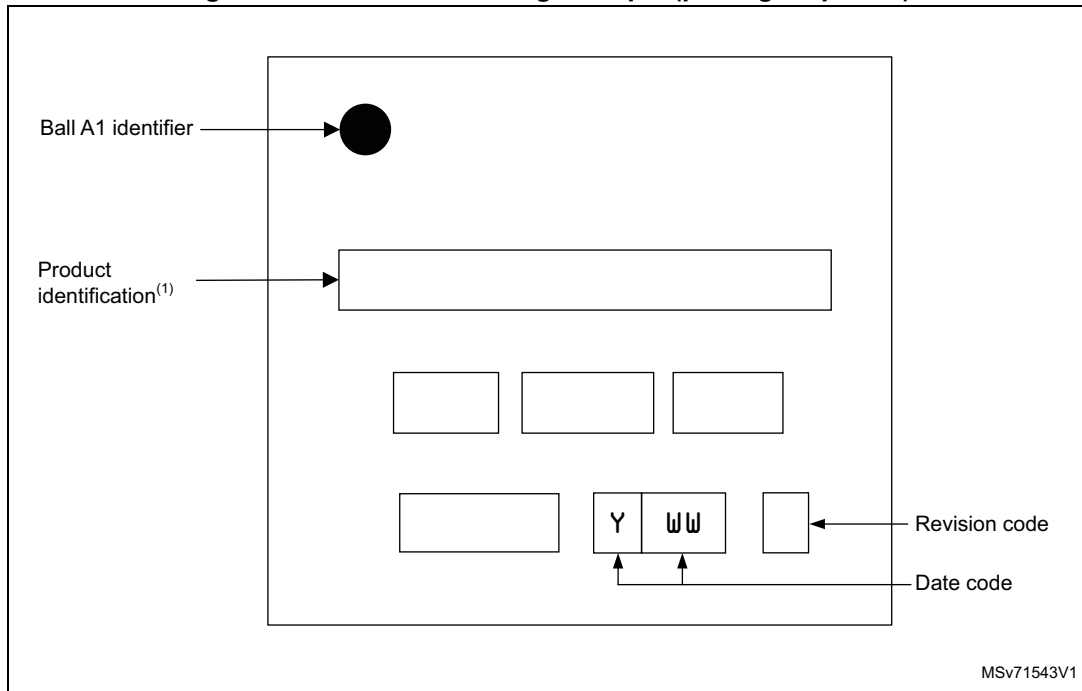 Ball A1 identifier
Product
identification(1)
Y WW
Revision code
Date code
MSv71543V1